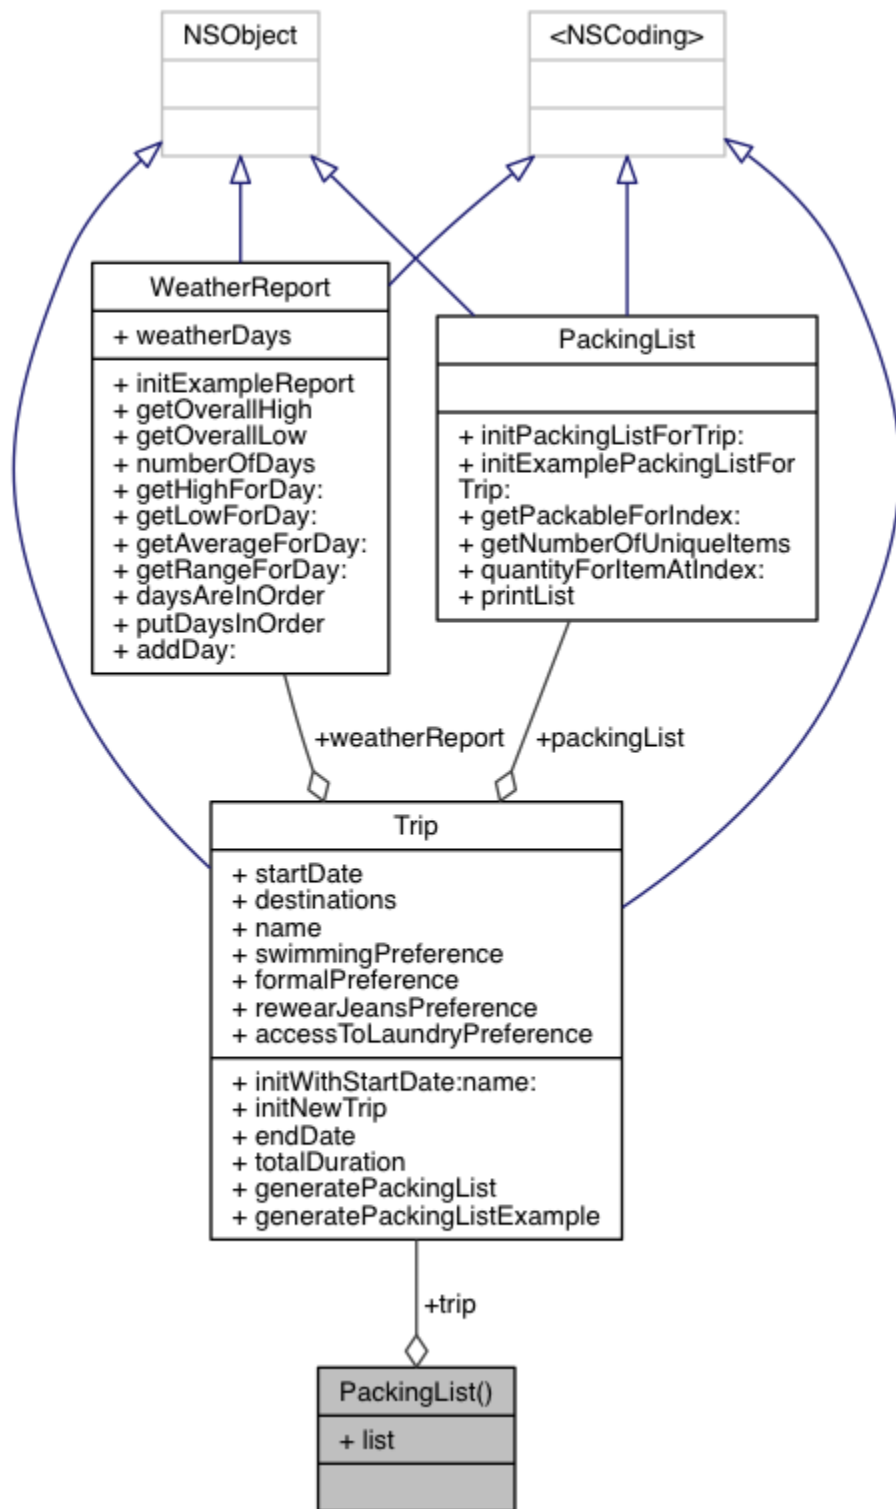 NSObject
<NSCoding>
WeatherReport
+ weatherDays
+ initExampleReport
+ getOverallHigh
+ getOverallLow
+ numberOfDays
+ getHighForDay:
+ getLowForDay:
+ getAverageForDay:
+ getRangeForDay:
+ daysAreInOrder
+ putDaysInOrder
+ addDay:
PackingList
+ initPackingListForTrip:
+ initExamplePackingListFor
Trip:
+ getPackableForIndex:
+ getNumberOfUniqueItems
+ quantityForItemAtIndex:
+ printList
+weatherReport
+packingList
Trip
+ startDate
+ destinations
+ name
+ swimmingPreference
+ formalPreference
+ rewearJeansPreference
+ accessToLaundryPreference
+ initWithStartDate:name:
+ initNewTrip
+ endDate
+ totalDuration
+ generatePackingList
+ generatePackingListExample
+trip
PackingList()
+ list